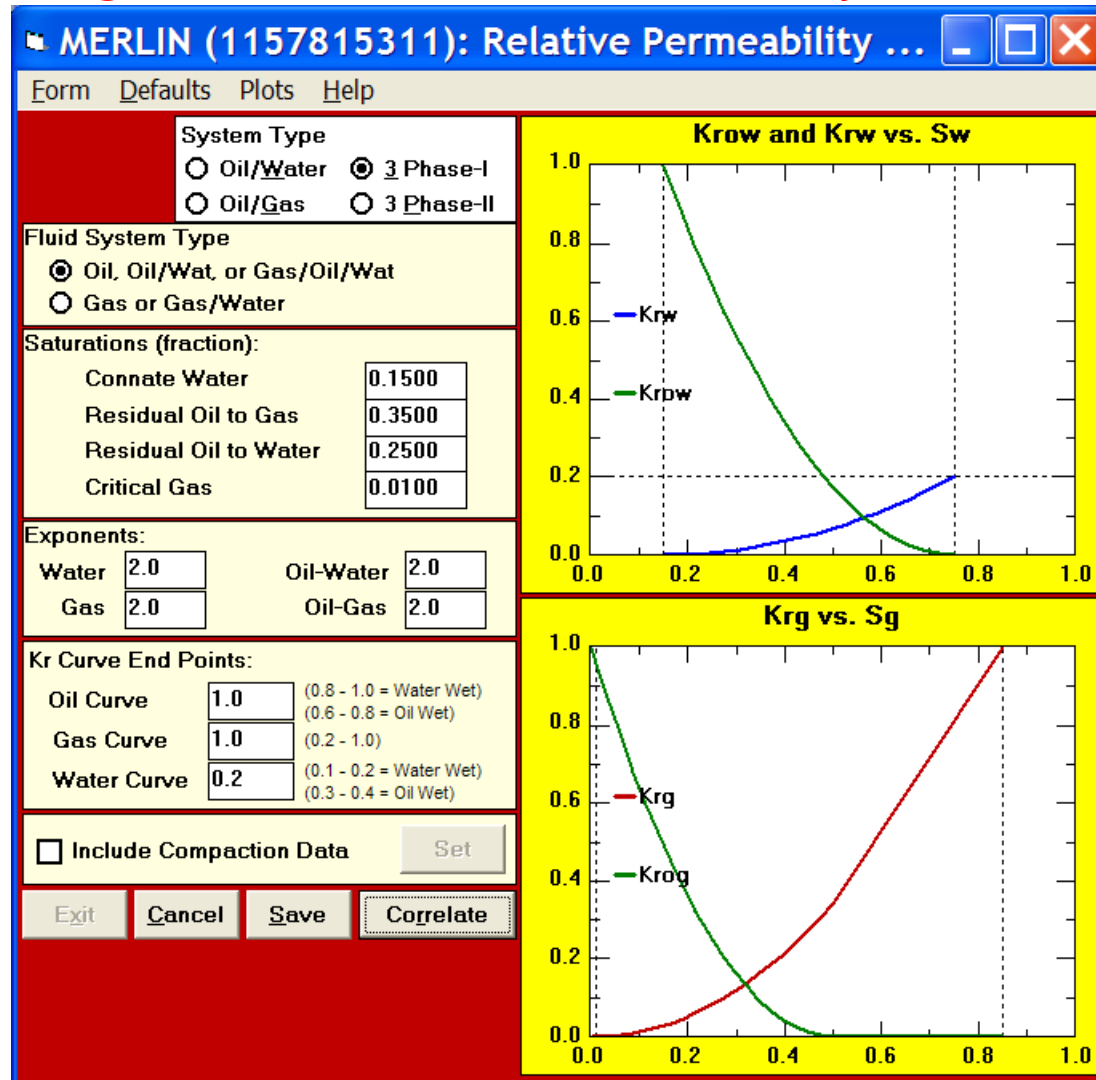 MERLIN (1157815311): Relative Permeability ...
Form Defaults Plots Help
System Type
Oil/Water 3 Phase-I
Oil/Gas 3 Phase-II
Fluid System Type
Oil, Oil/Wat, or Gas/Oil/Wat
Gas or Gas/Water
Saturations (fraction):
Connate Water 0.1500
Residual Oil to Gas 0.3500
Residual Oil to Water 0.2500
Critical Gas 0.0100
Exponents:
Water 2.0 Oil-Water 2.0
Gas 2.0 Oil-Gas 2.0
Kr Curve End Points:
Oil Curve 1.0 (0.8 - 1.0 = Water Wet)
(0.6 - 0.8 = Oil Wet)
Gas Curve 1.0 (0.2 - 1.0)
Water Curve 0.2 (0.1 - 0.2 = Water Wet)
(0.3 - 0.4 = Oil Wet)
Include Compaction Data Set
Exit Cancel Save Correlate
Krow and Krw vs. Sw
1.0
0.8
0.6 Krw
0.4 Krow
0.2
0.0
0.0 0.2 0.4 0.6 0.8 1.0
Krg vs. Sg
1.0
0.8
0.6 Krg
0.4 Krog
0.2
0.0
0.0 0.2 0.4 0.6 0.8 1.0